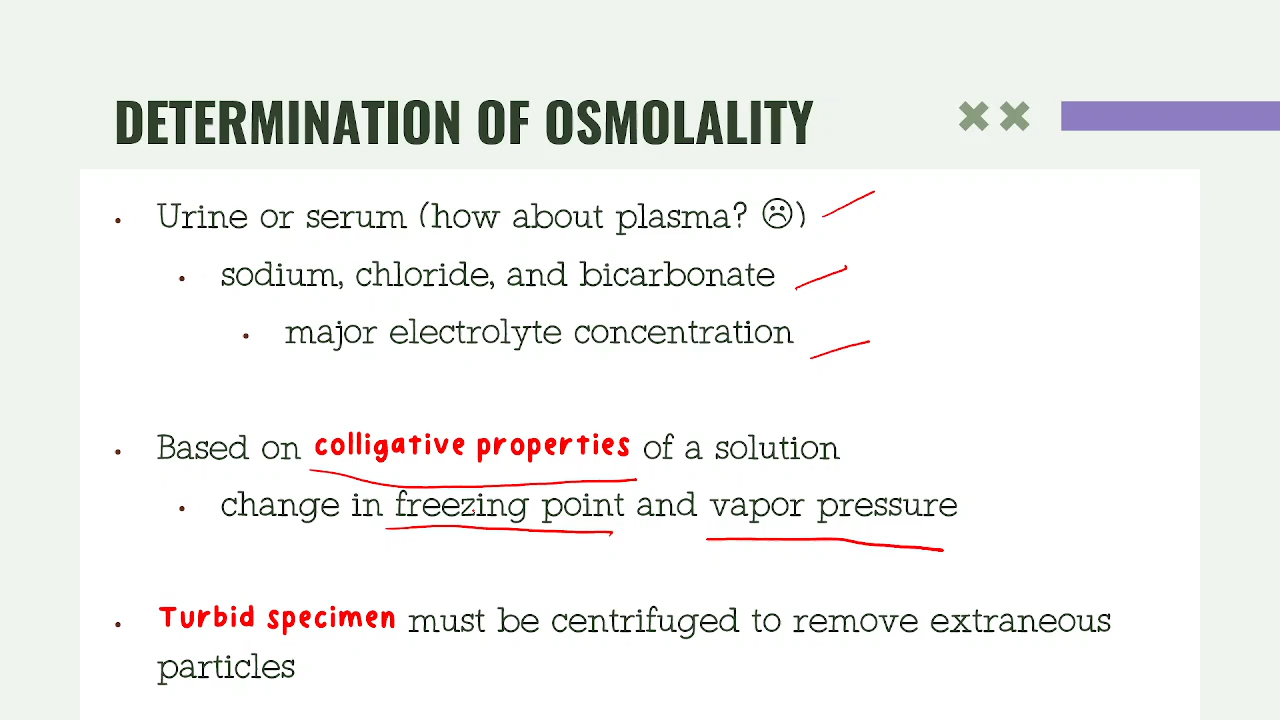 DETERMINATION OF OSMOLALITY
• Urine or serum (how about plasma? ☹)
• sodium, chloride, and bicarbonate
• major electrolyte concentration
• Based on colligative properties of a solution
• change in freezing point and vapor pressure
• Turbid specimen must be centrifuged to remove extraneous
particles